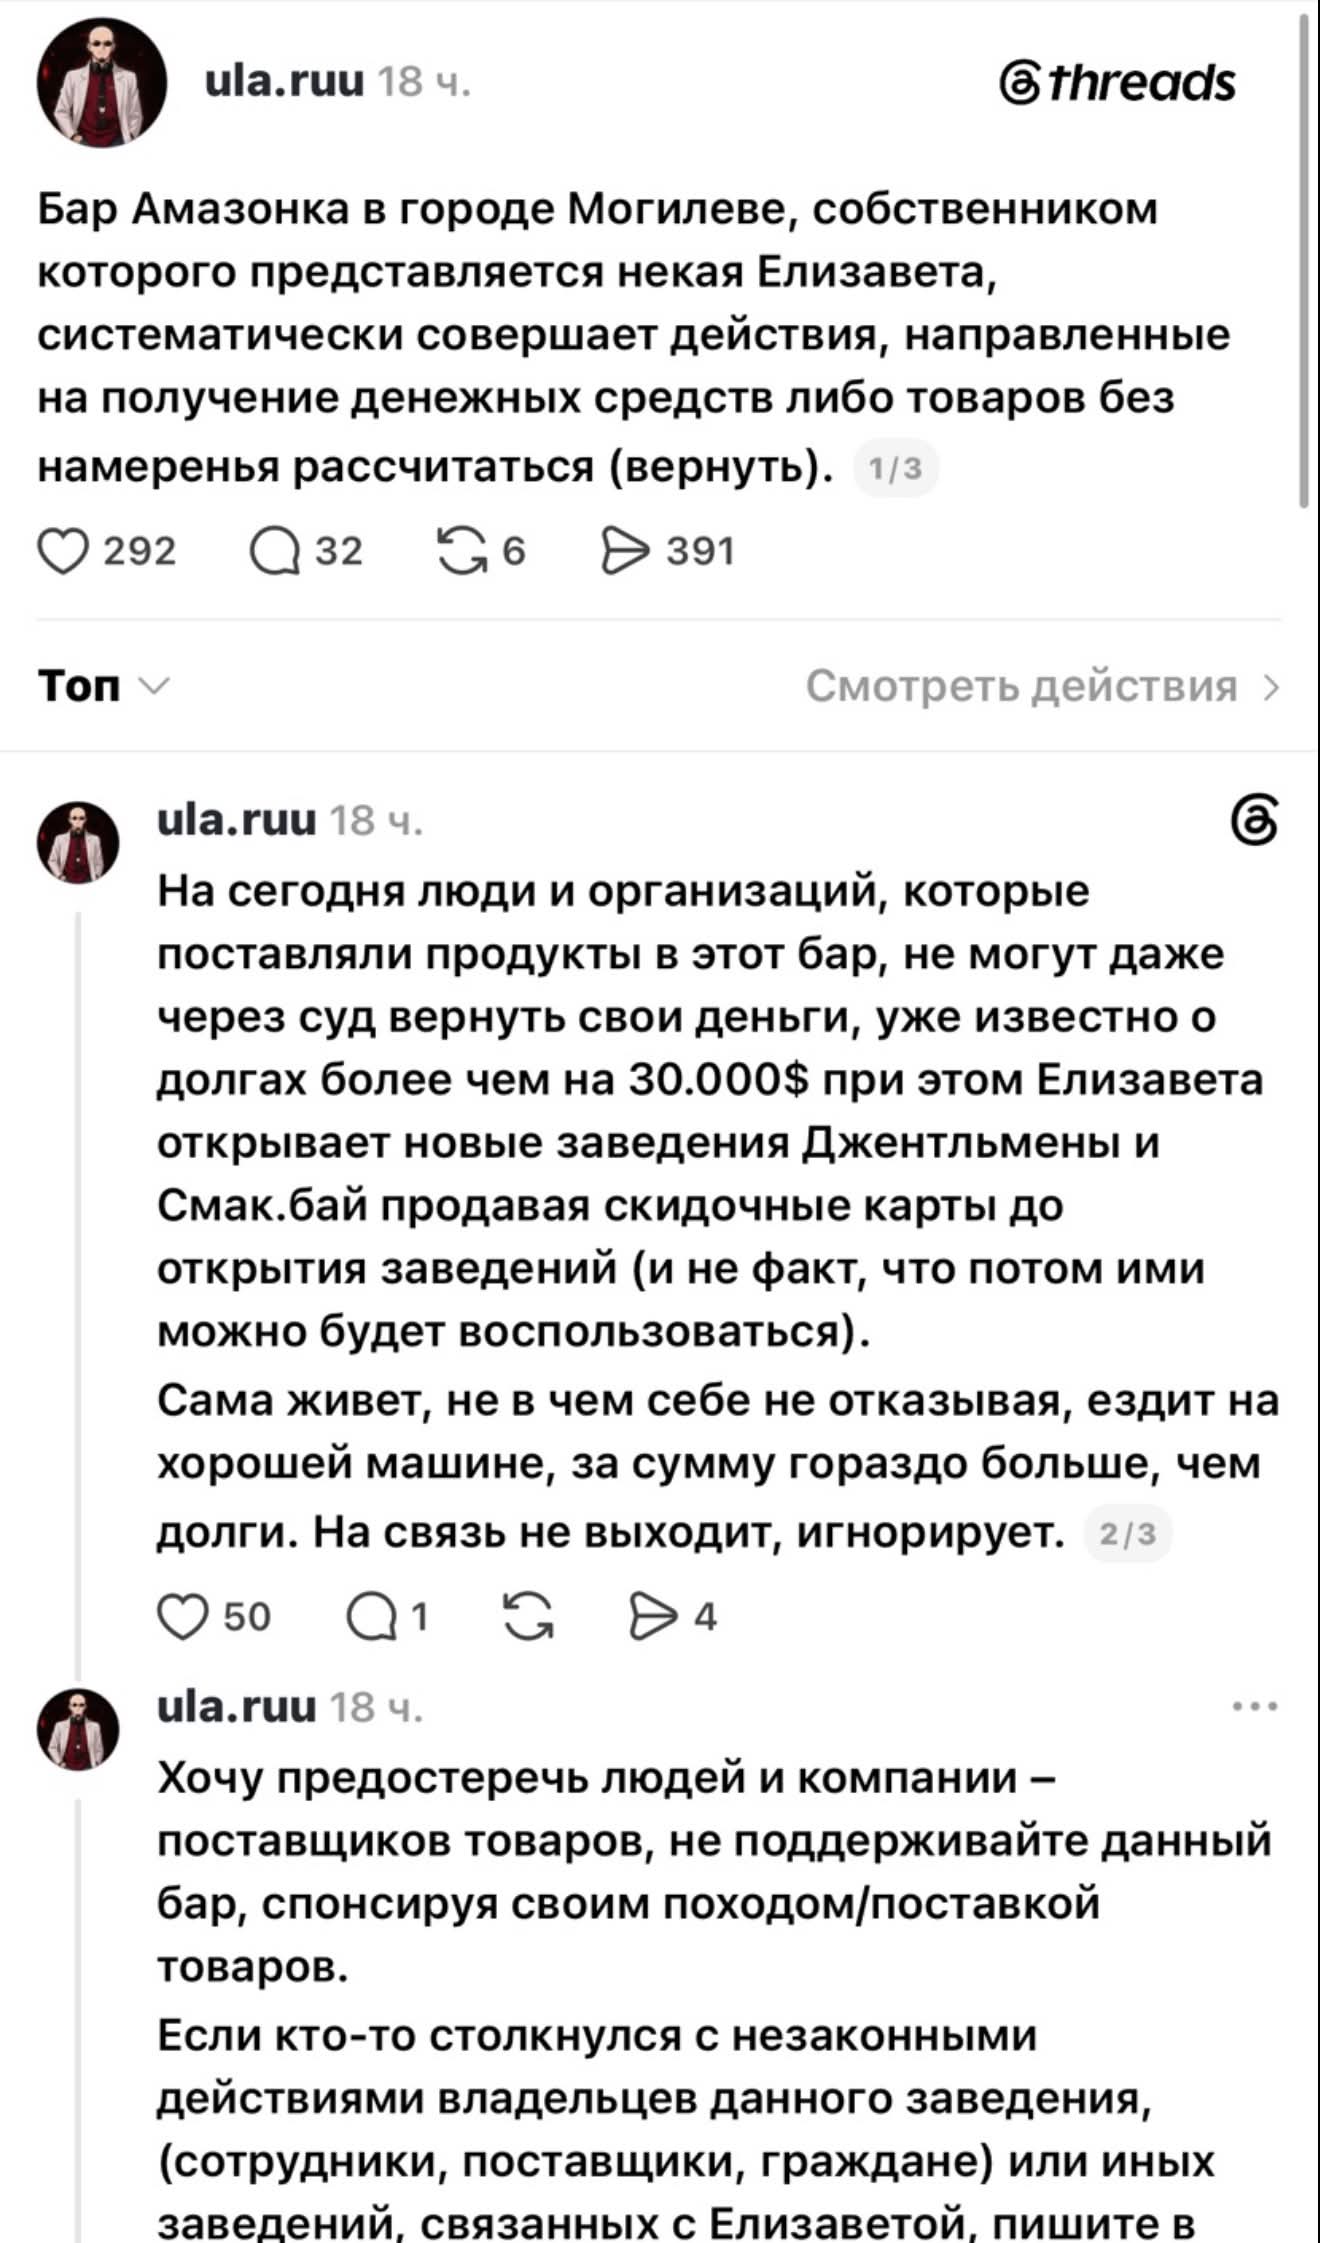 ula.ruu 18 ч.
threads
Бар Амазонка в городе Могилеве, собственником
которого представляется некая Елизавета,
систематически совершает действия, направленные
на получение денежных средств либо товаров без
намеренья рассчитаться (вернуть). 1/3
292 32 6 391
Топ
Смотреть действия
ula.ruu 18 ч.
На сегодня люди и организаций, которые
поставляли продукты в этот бар, не могут даже
через суд вернуть свои деньги, уже известно о
долгах более чем на 30.000$ при этом Елизавета
открывает новые заведения Джентльмены и
Смак.бай продавая скидочные карты до
открытия заведений (и не факт, что потом ими
можно будет воспользоваться).
Сама живет, не в чем себе не отказывая, ездит на
хорошей машине, за сумму гораздо больше, чем
долги. На связь не выходит, игнорирует. 2/3
50 1 4
ula.ruu 18 ч.
Хочу предостеречь людей и компании –
поставщиков товаров, не поддерживайте данный
бар, спонсируя своим походом/поставкой
товаров.
Если кто-то столкнулся с незаконными
действиями владельцев данного заведения,
(сотрудники, поставщики, граждане) или иных
заведений, связанных с Елизаветой, пишите в